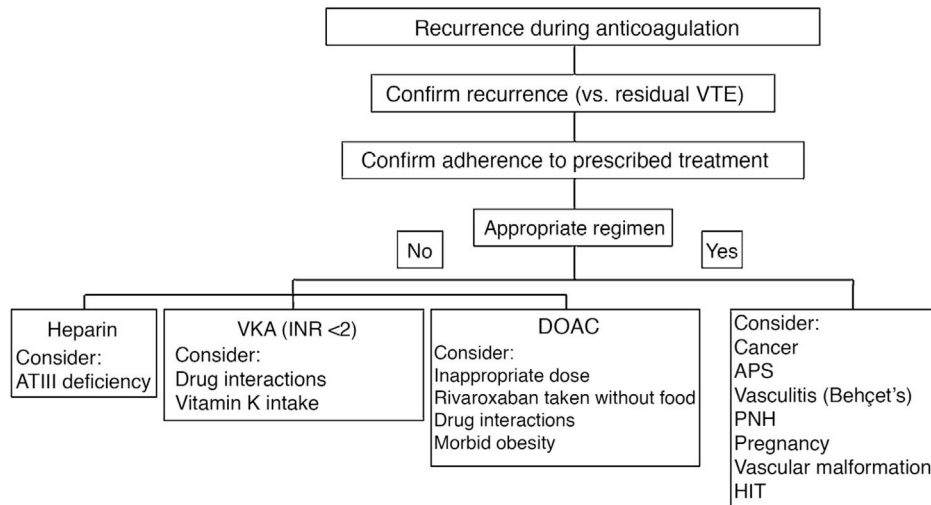 Recurrence during anticoagulation
Confirm recurrence (vs. residual VTE)
Confirm adherence to prescribed treatment
Appropriate regimen
No
Yes
Heparin
Consider:
ATIII deficiency
VKA (INR <2)
Consider:
Drug interactions
Vitamin K intake
DOAC
Consider:
Inappropriate dose
Rivaroxaban taken without food
Drug interactions
Morbid obesity
Consider:
Cancer
APS
Vasculitis (Behçet's)
PNH
Pregnancy
Vascular malformation
HIT